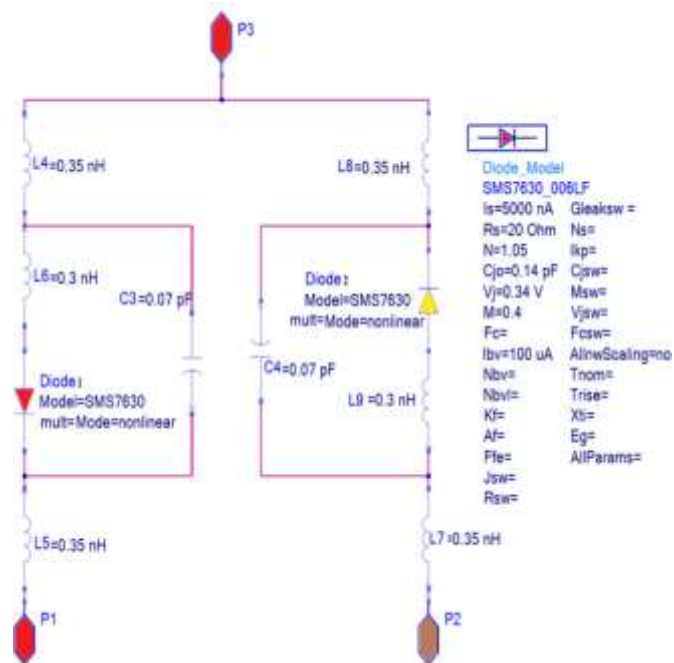 P3
L4=0.35 nH
L8=0.35 nH
L6=0.3 nH
C3=0.07 pF
Diode:
Model=SMS7630
mult=Mode=nonlinear
C4=0.07 pF
Diode:
Model=SMS7630
mult=Mode=nonlinear
L9 =0.3 nH
L5=0.35 nH
L7=0.35 nH
P1
P2
Diode_Model
SMS7630_006LF
Is=5000 nA Gleaksw =
Rs=20 Ohm Ns=
N=1.05 Ikp=
Cjo=0.14 pF Cjsw=
Vj=0.34 V Msw=
M=0.4 Vjsw=
Fc= Fcsw=
Ibv=100 uA AllnwScaling=no
Nbv= Tnom=
Nbvl= Trise=
Kf= Xti=
Af= Eg=
Ffe= AllParams=
Jsw=
Rsw=